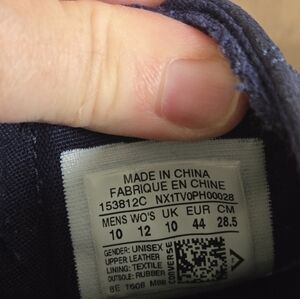 MADE IN CHINA
FABRIQUE EN CHINE
153812C NX1TV0PH00028
MENS WO'S UK EUR CM
10 12 10 44 28.5
GENDER: UNISEX
UPPER LEATHER
LINING: TEXTILE
OUTSOLE: RUBBER
CONVERSE